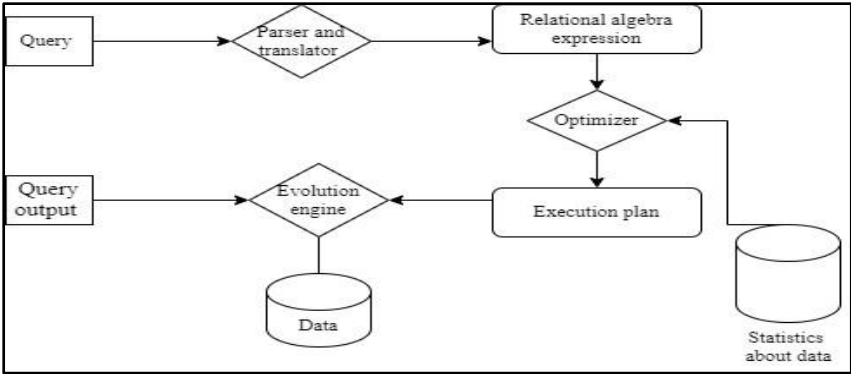 Query
Parser and
translator
Relational algebra
expression
Optimizer
Query
output
Evolution
engine
Execution plan
Data
Statistics
about data